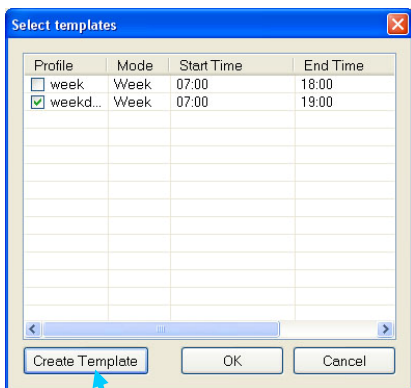 Select templates
Profile Mode Start Time End Time
week Week 07:00 18:00
weekd... Week 07:00 19:00
Create Template OK Cancel